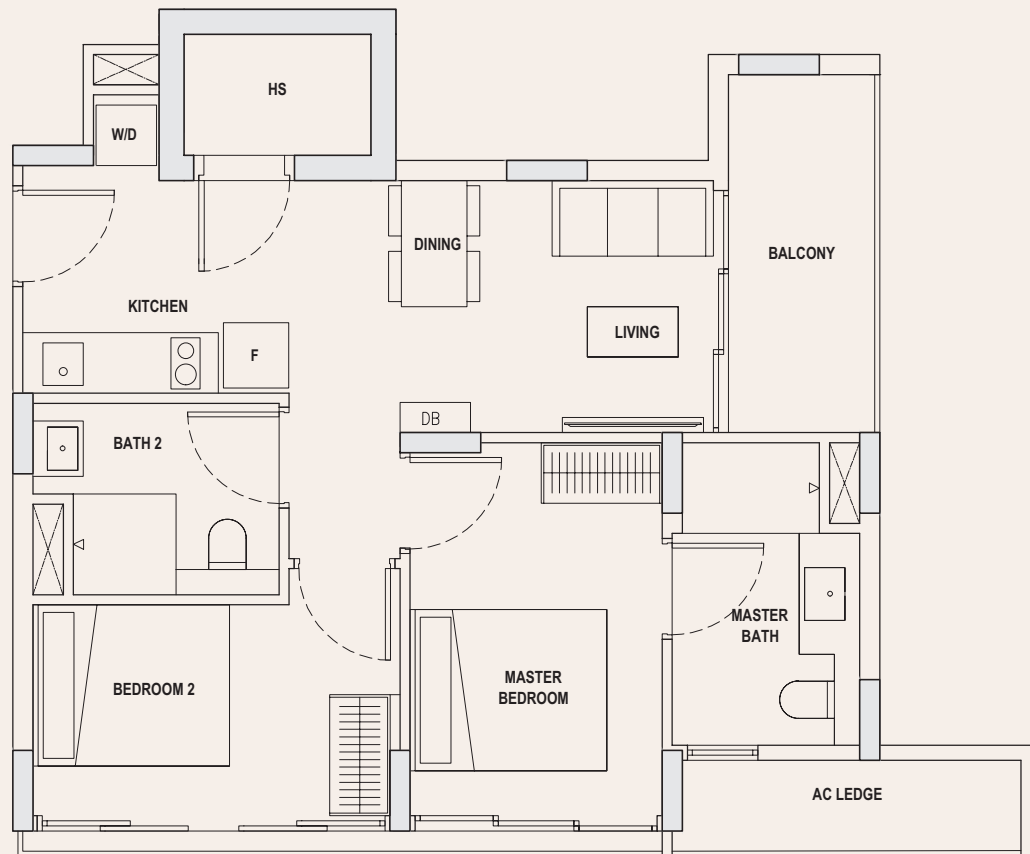 HS
W/D
DINING
BALCONY
KITCHEN
LIVING
F
DB
BATH 2
MASTER
BATH
MASTER
BEDROOM
BEDROOM 2
AC LEDGE